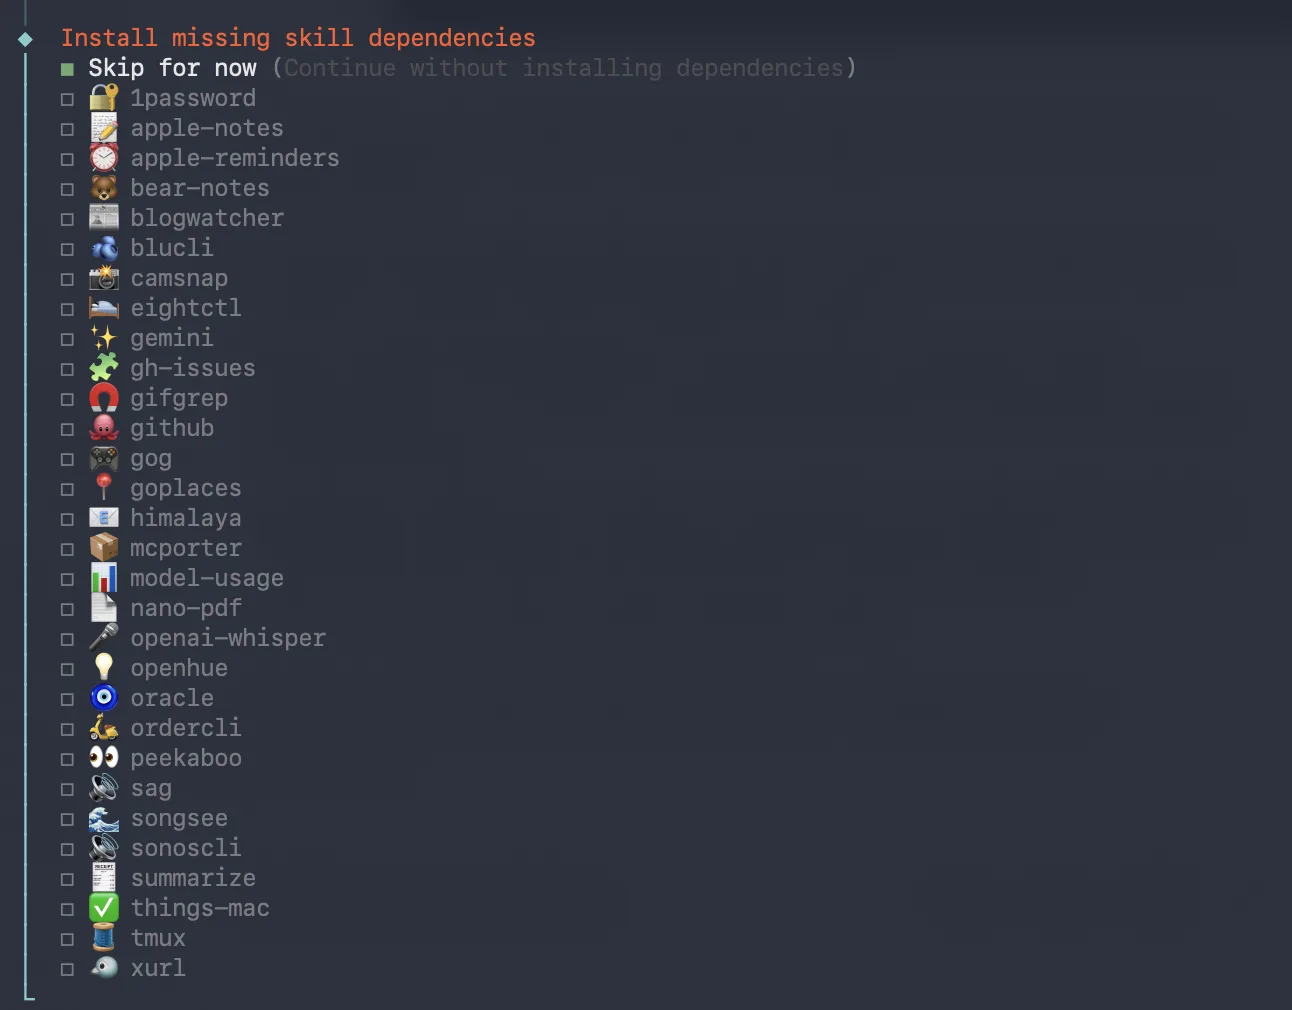 Install missing skill dependencies
Skip for now (Continue without installing dependencies)
1password
apple-notes
apple-reminders
bear-notes
blogwatcher
blucli
camsnap
eightctl
gemini
gh-issues
gifgrep
github
gog
goplaces
himalaya
mcporter
model-usage
nano-pdf
openai-whisper
openhue
oracle
ordercli
peekaboo
sag
songsee
sonoscli
summarize
things-mac
tmux
xurl